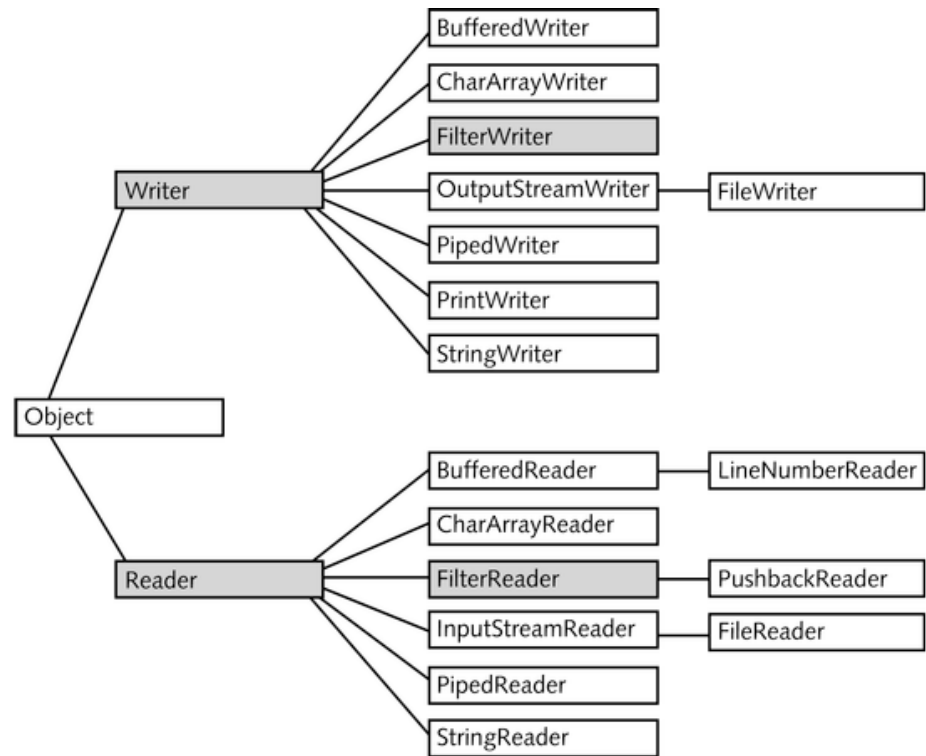 BufferedWriter
CharArrayWriter
FilterWriter
Writer
OutputStreamWriter
FileWriter
PipedWriter
PrintWriter
StringWriter
Object
BufferedReader
LineNumberReader
CharArrayReader
Reader
FilterReader
PushbackReader
InputStreamReader
FileReader
PipedReader
StringReader